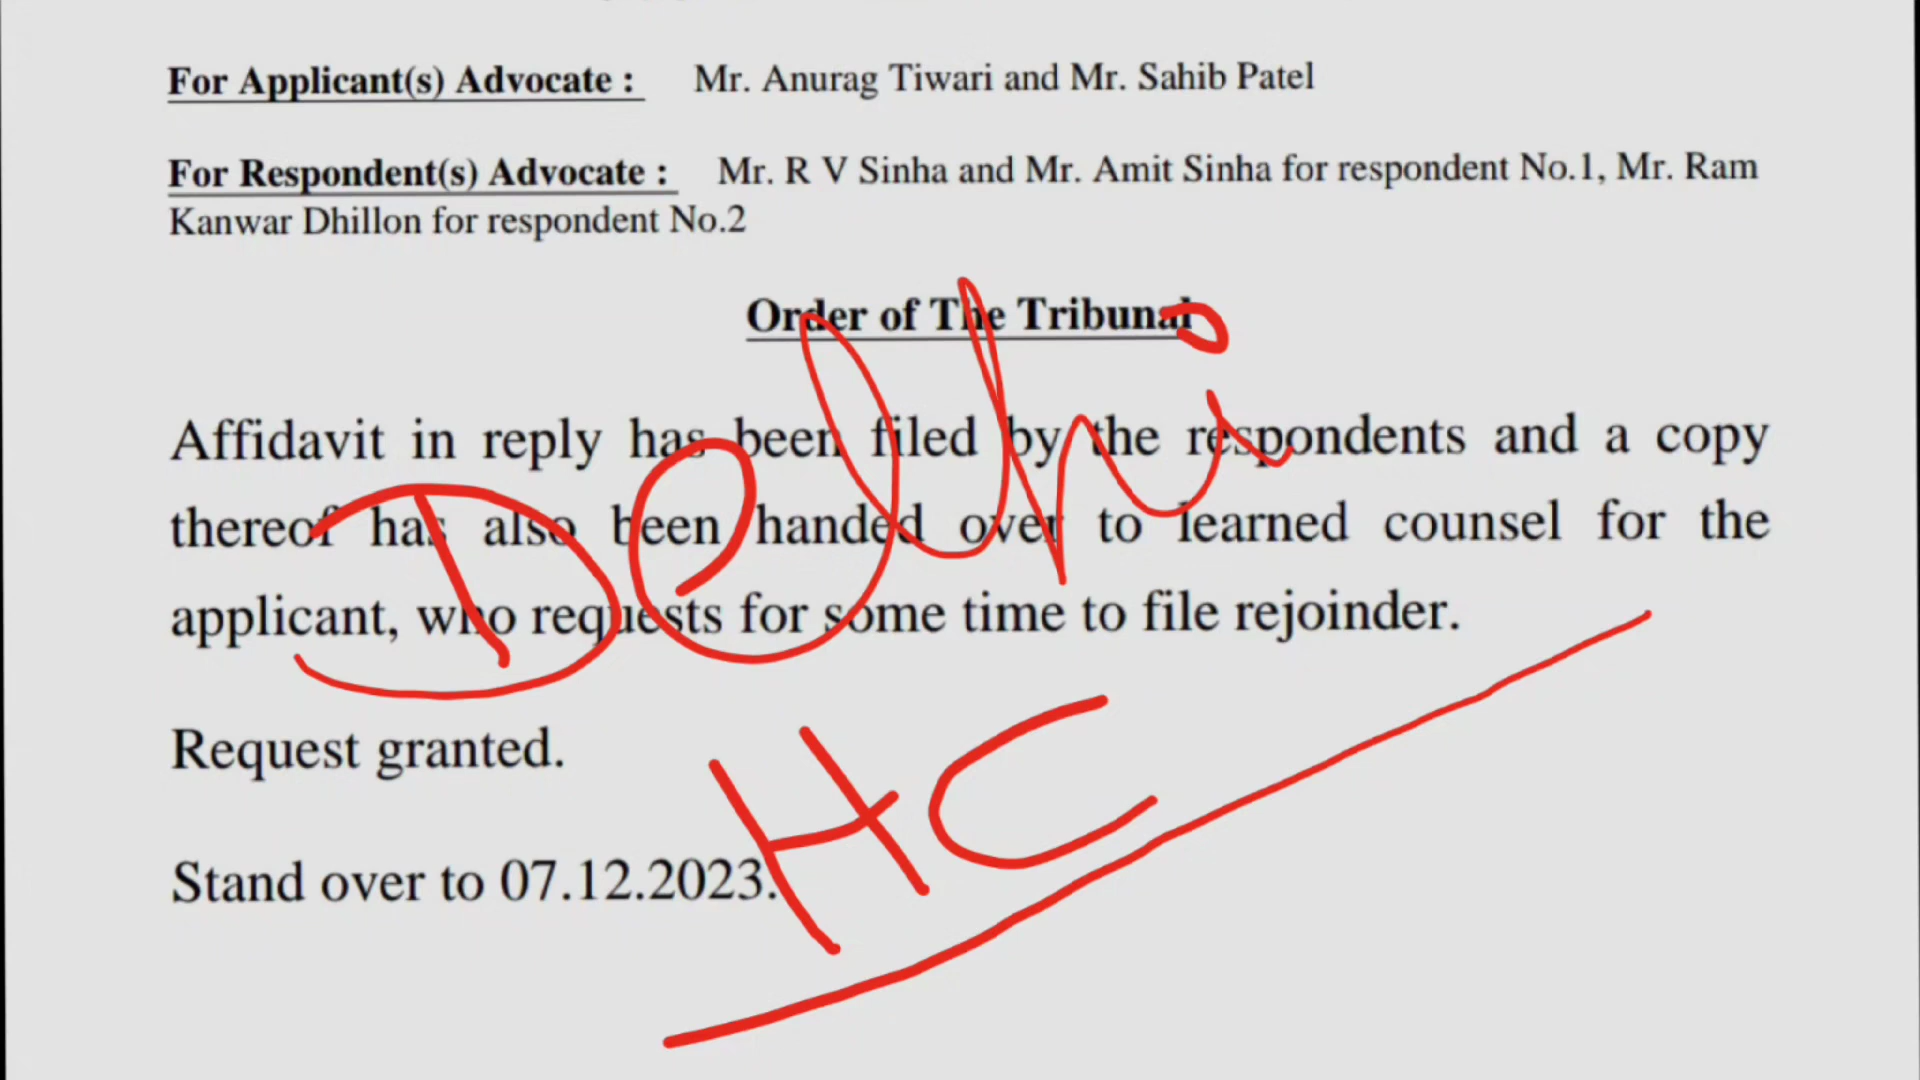 For Applicant(s) Advocate : Mr. Anurag Tiwari and Mr. Sahib Patel
For Respondent(s) Advocate : Mr. R V Sinha and Mr. Amit Sinha for respondent No.1, Mr. Ram
Kanwar Dhillon for respondent No.2
Order of The Tribunal
Affidavit in reply has been filed by the respondents and a copy
thereof has also been handed over to learned counsel for the
applicant, who requests for some time to file rejoinder.
Request granted.
Stand over to 07.12.2023.
Delhi
HC